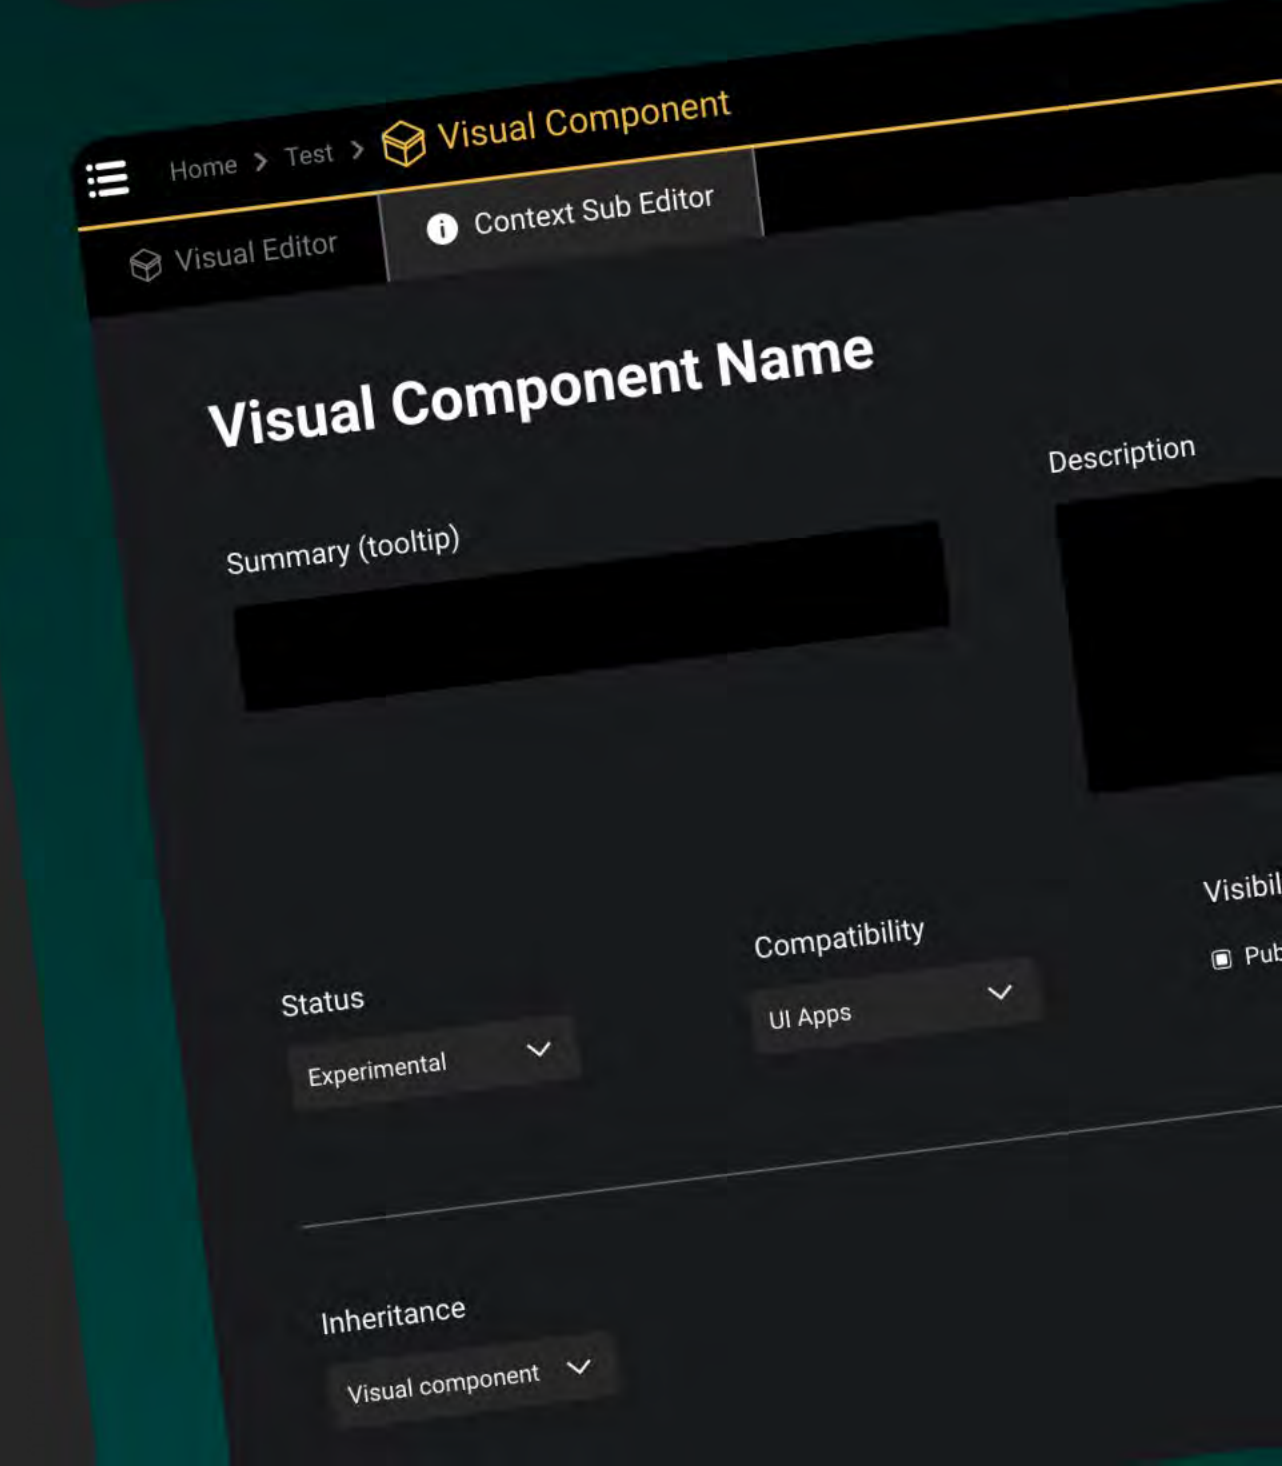 Home > Test > Visual Component
Visual Editor
Context Sub Editor
Visual Component Name
Summary (tooltip)
Description
Status
Experimental
Compatibility
UI Apps
Visibil
Pub
Inheritance
Visual component